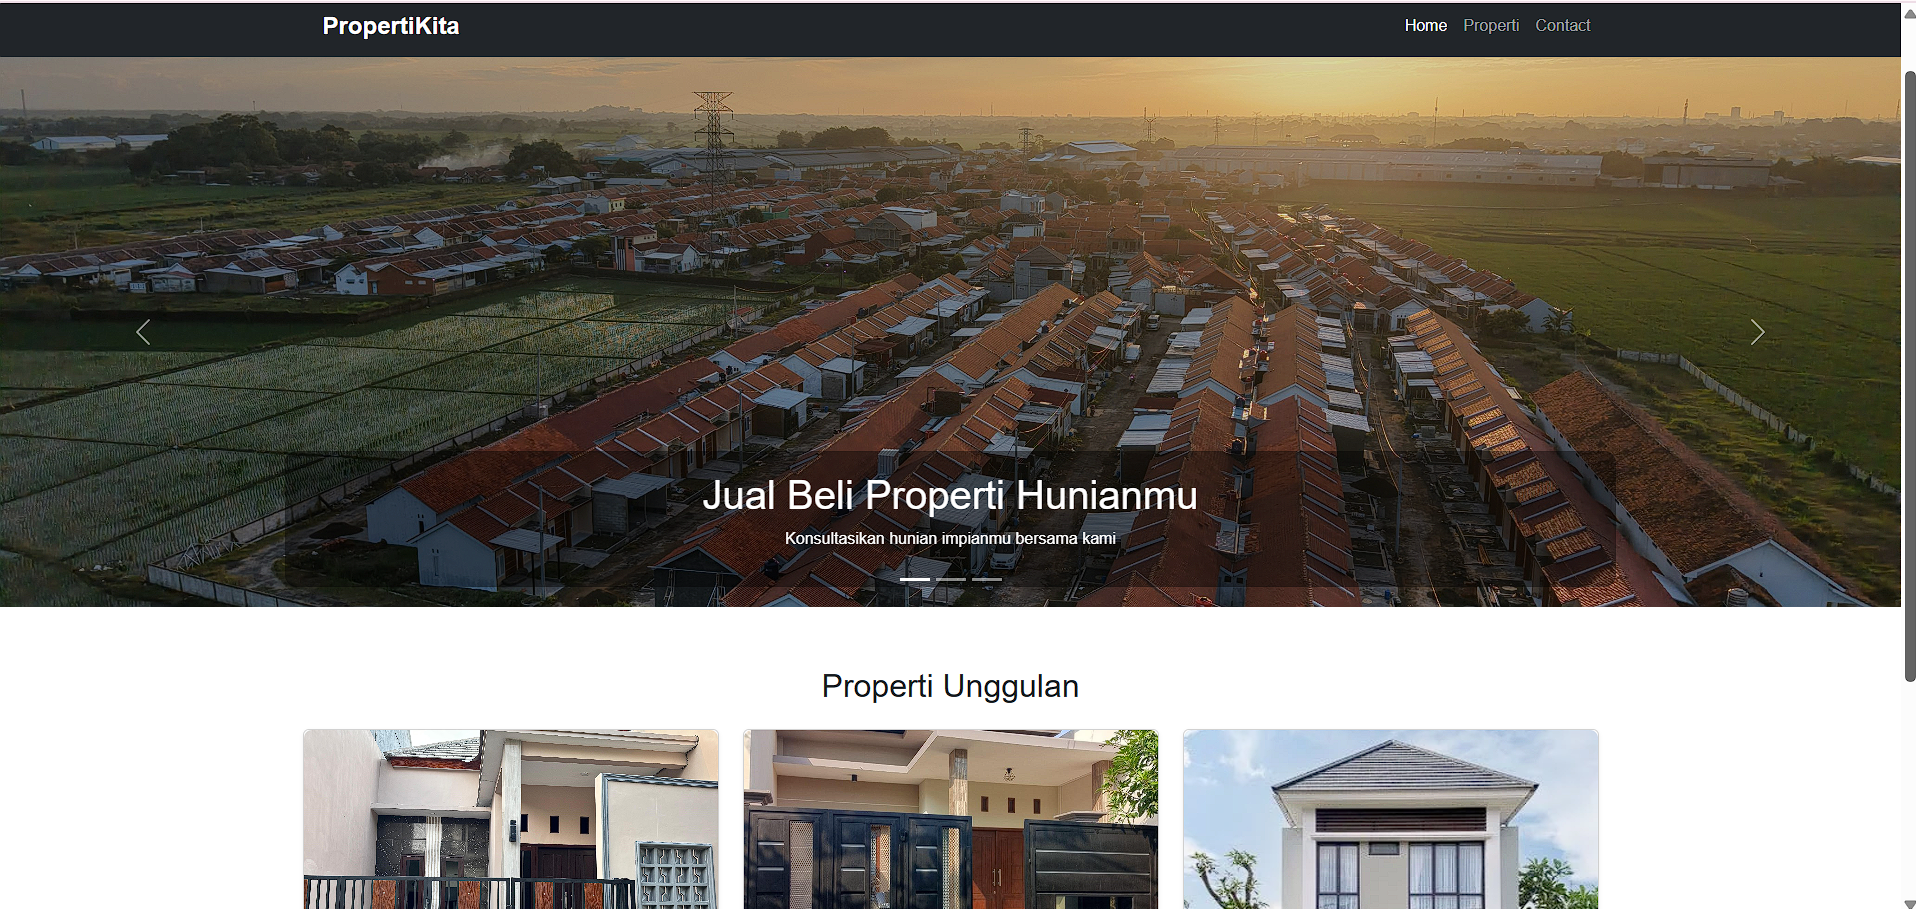 PropertiKita
Home Properti Contact
Jual Beli Properti Hunianmu
Konsultasikan hunian impianmu bersama kami
Properti Unggulan